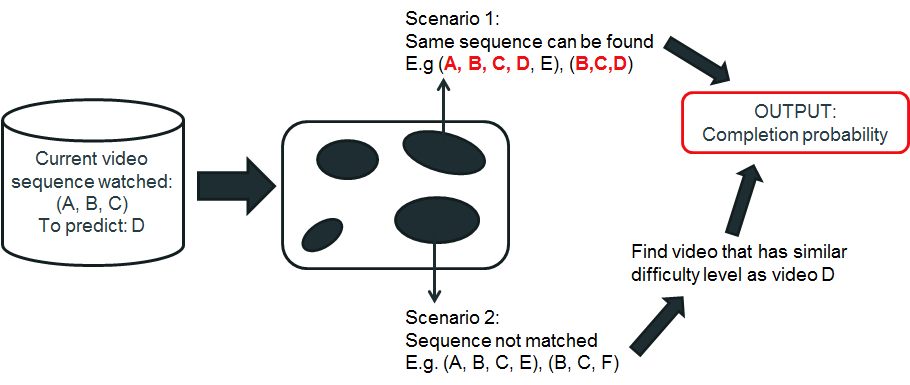 Scenario 1:
Same sequence can be found
E.g (A, B, C, D, E), (B,C,D)
OUTPUT:
Completion probability
Current video
sequence watched:
(A, B, C)
To predict: D
Find video that has similar
difficulty level as video D
Scenario 2:
Sequence not matched
E.g. (A, B, C, E), (B, C, F)